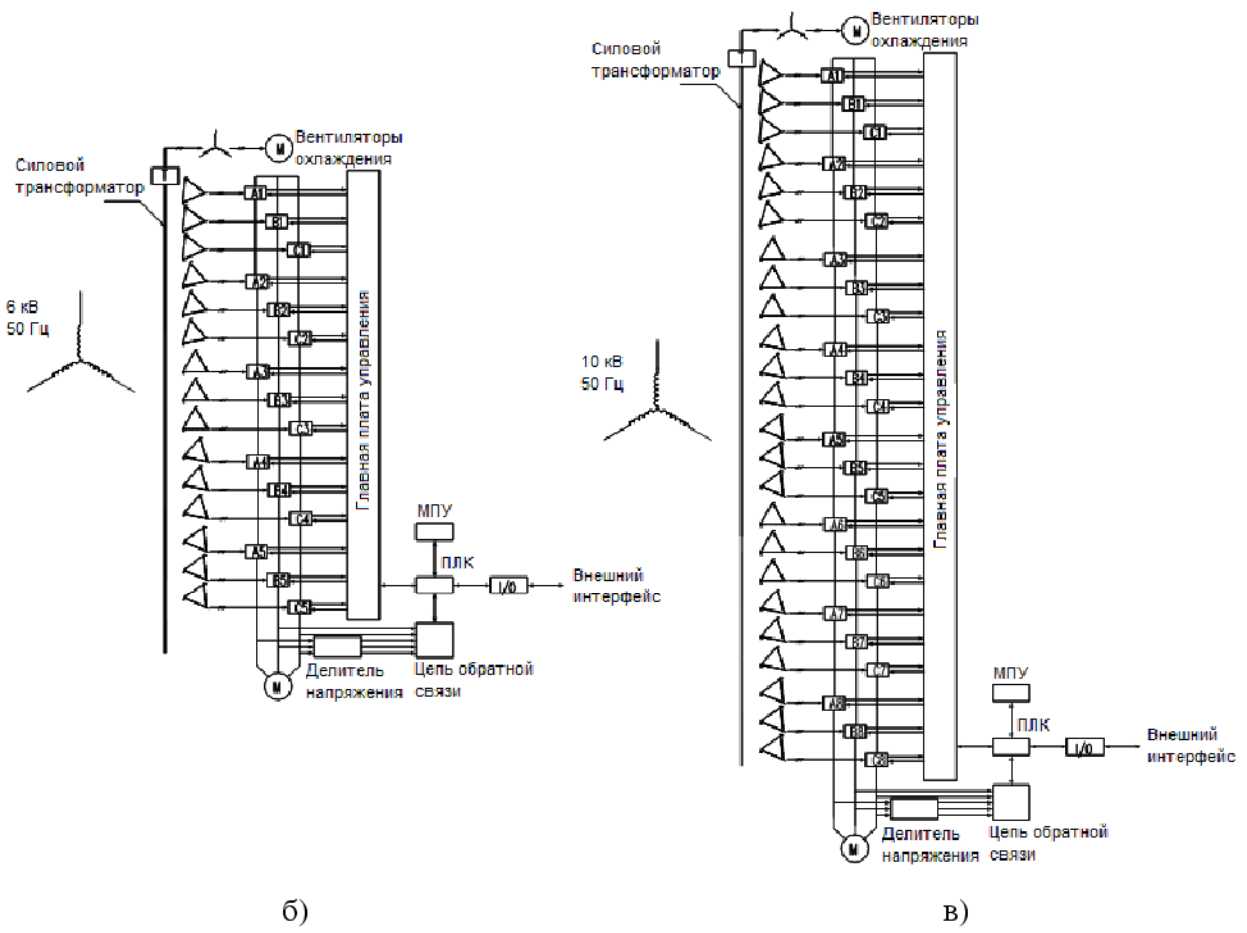 Вентиляторы
охлаждения
М
Силовой
трансформатор
A1
B1
C1
A2
B2
C2
A3
B3
C3
A4
B4
C4
A5
B5
C5
6 кВ
50 Гц
Главная плата управления
МПУ
ПЛК
I/0
Внешний
интерфейс
Делитель
напряжения
Цепь обратной
связи
М
б)
Вентиляторы
охлаждения
М
Силовой
трансформатор
A1
B1
C1
A2
B2
C2
A3
B3
C3
A4
B4
C4
A5
B5
C5
A6
B6
C6
A7
B7
C7
A8
B8
C8
10 кВ
50 Гц
Главная плата управления
МПУ
ПЛК
I/0
Внешний
интерфейс
Делитель
напряжения
Цепь обратной
связи
М
в)